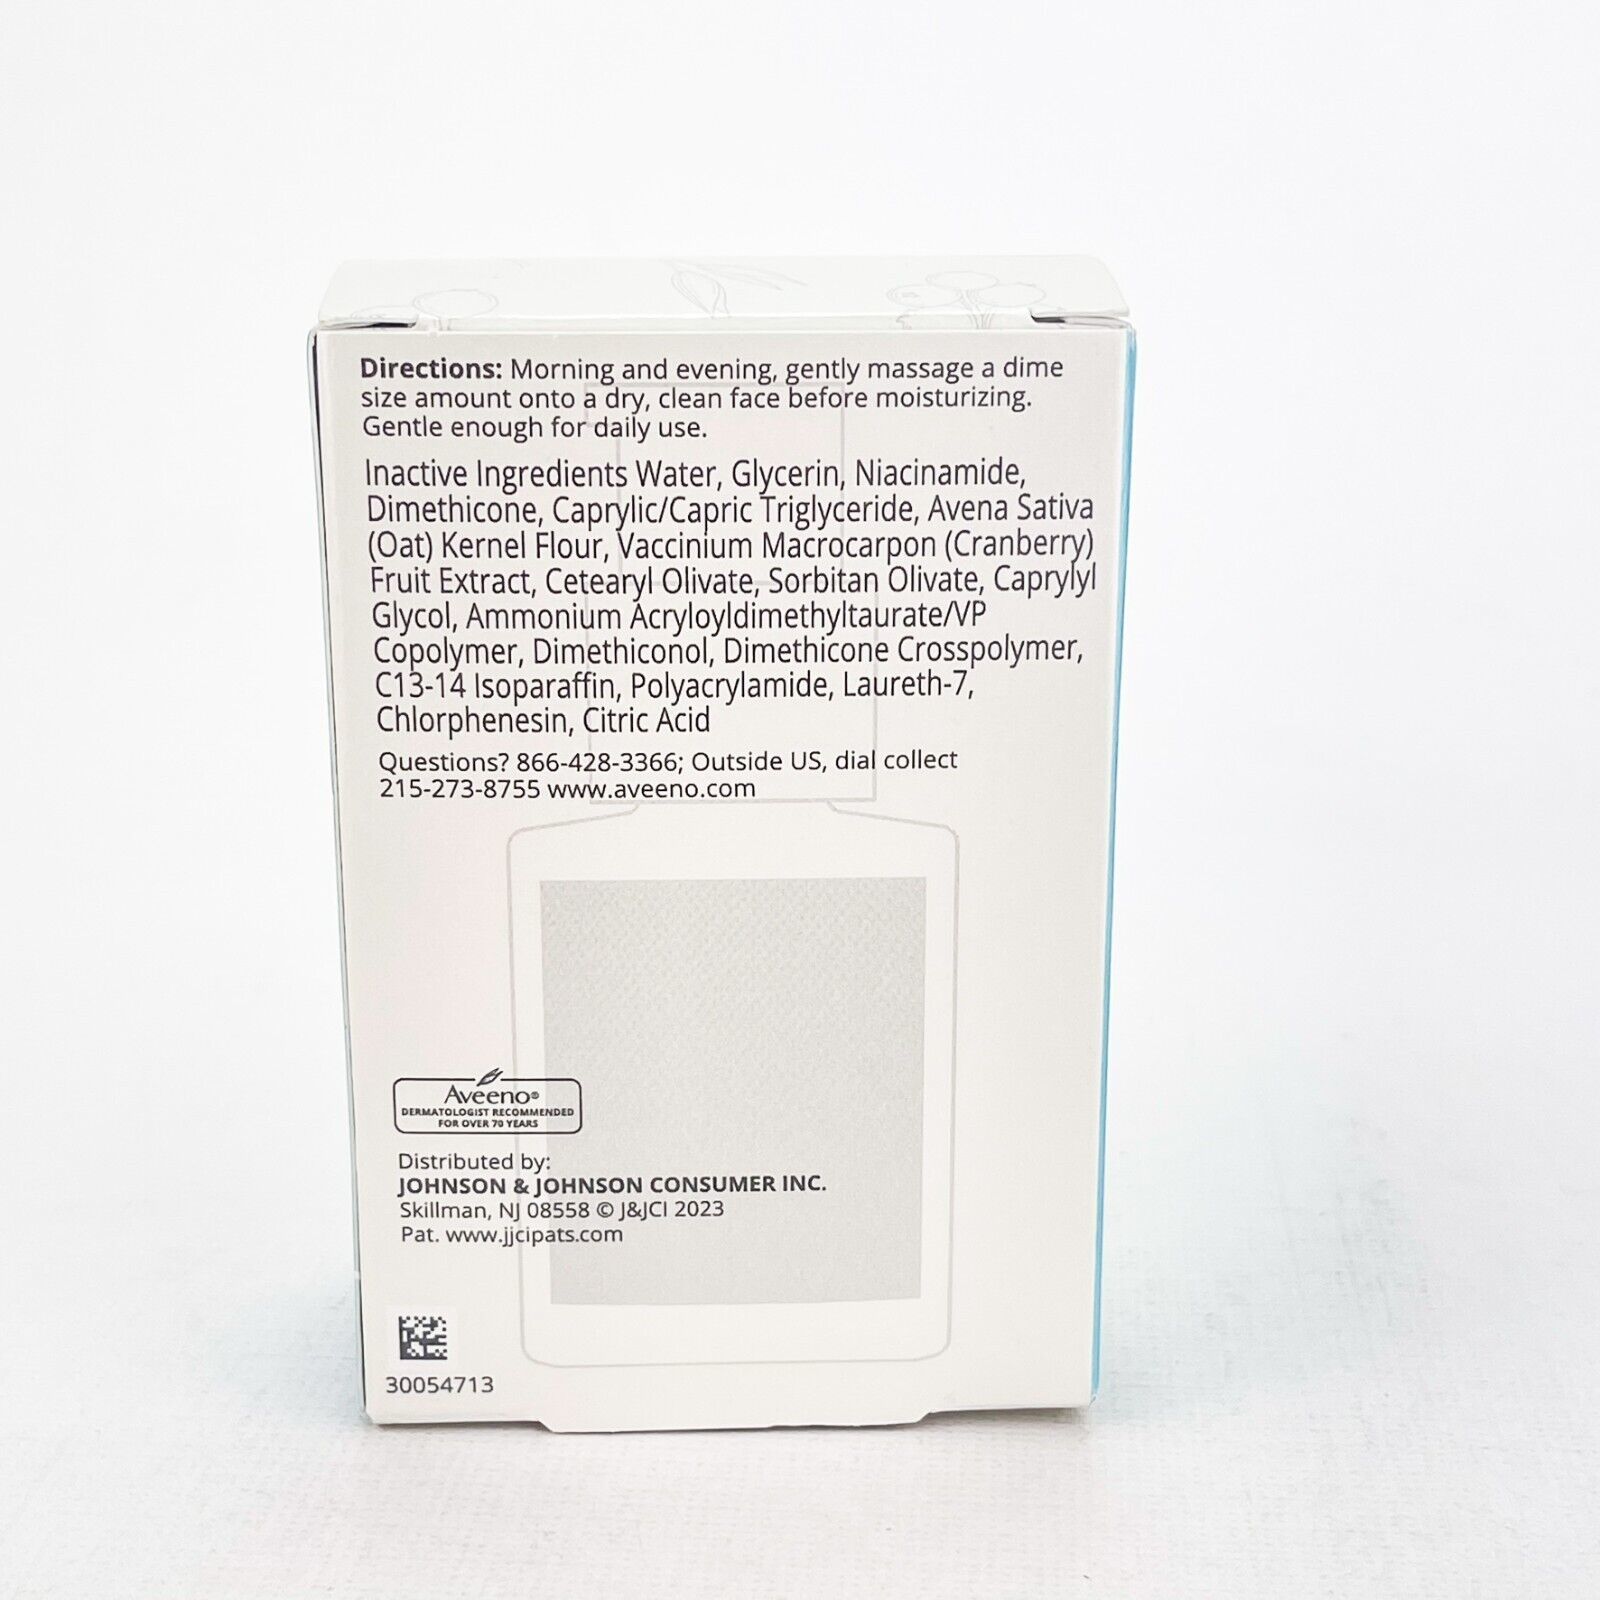 Directions: Morning and evening, gently massage a dime
size amount onto a dry, clean face before moisturizing.
Gentle enough for daily use.
Inactive Ingredients Water, Glycerin, Niacinamide,
Dimethicone, Caprylic/Capric Triglyceride, Avena Sativa
(Oat) Kernel Flour, Vaccinium Macrocarpon (Cranberry)
Fruit Extract, Cetearyl Olivate, Sorbitan Olivate, Caprylyl
Glycol, Ammonium Acryloyldimethyltaurate/VP
Copolymer, Dimethiconol, Dimethicone Crosspolymer,
C13-14 Isoparaffin, Polyacrylamide, Laureth-7,
Chlorphenesin, Citric Acid
Questions? 866-428-3366; Outside US, dial collect
215-273-8755 www.aveeno.com
Aveeno®
DERMATOLOGIST RECOMMENDED
FOR OVER 70 YEARS
Distributed by:
JOHNSON & JOHNSON CONSUMER INC.
Skillman, NJ 08558 © J&JCI 2023
Pat. www.jjcipats.com
30054713